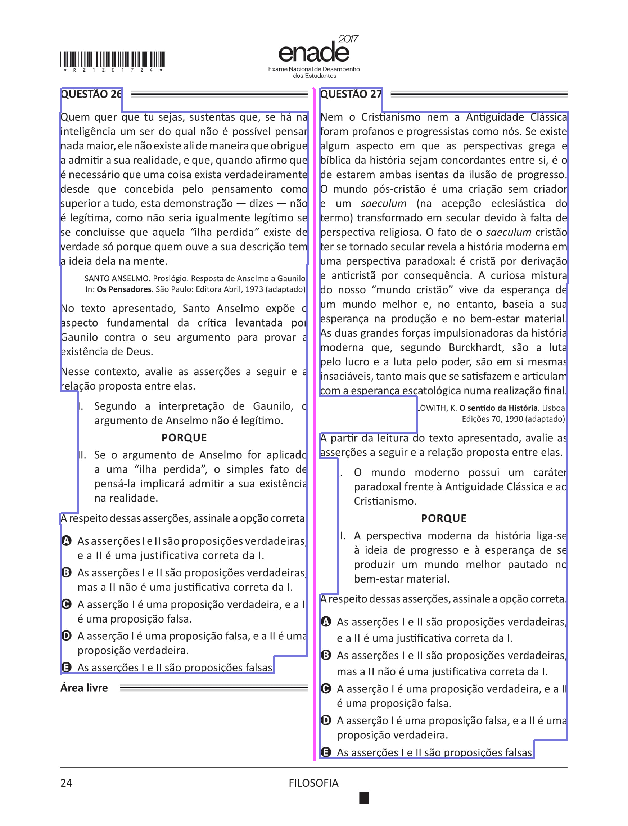 *R2120172​4*
enade
2017
Exame Nacional de Desempenho
dos Estudantes
QUESTÃO 26
Quem quer que tu sejas, sustentas que, se há na
inteligência um ser do qual não é possível pensar
nada maior, ele não existe ali de maneira que obrigue
a admitir a sua realidade, e que, quando afirmo que
é necessário que uma coisa exista verdadeiramente
desde que concebida pelo pensamento como
superior a tudo, esta demonstração — dizes — não
é legítima, como não seria igualmente legítimo se
se concluísse que aquela “ilha perdida” existe de
verdade só porque quem ouve a sua descrição tem
a ideia dela na mente.
SANTO ANSELMO. Proslógio. Resposta de Anselmo a Gaunilo
In: Os Pensadores. São Paulo: Editora Abril, 1973 (adaptado)
No texto apresentado, Santo Anselmo expõe o
aspecto fundamental da crítica levantada por
Gaunilo contra o seu argumento para provar a
existência de Deus.
Nesse contexto, avalie as asserções a seguir e a
relação proposta entre elas.
I. Segundo a interpretação de Gaunilo, o
argumento de Anselmo não é legítimo.
PORQUE
II. Se o argumento de Anselmo for aplicado
a uma “ilha perdida”, o simples fato de
pensá-la implicará admitir a sua existência
na realidade.
A respeito dessas asserções, assinale a opção correta
A As asserções I e II são proposições verdadeiras,
e a II é uma justificativa correta da I.
B As asserções I e II são proposições verdadeiras,
mas a II não é uma justificativa correta da I.
C A asserção I é uma proposição verdadeira, e a I
é uma proposição falsa.
D A asserção I é uma proposição falsa, e a II é uma
proposição verdadeira.
E As asserções I e II são proposições falsas
Área livre
QUESTÃO 27
Nem o Cristianismo nem a Antiguidade Clássica
foram profanos e progressistas como nós. Se existe
algum aspecto em que as perspectivas grega e
bíblica da história sejam concordantes entre si, é o
de estarem ambas isentas da ilusão de progresso.
O mundo pós-cristão é uma criação sem criador
e um saeculum (na acepção eclesiástica do
termo) transformado em secular devido à falta de
perspectiva religiosa. O fato de o saeculum cristão
ter se tornado secular revela a história moderna em
uma perspectiva paradoxal: é cristã por derivação
e anticristã por consequência. A curiosa mistura
do nosso “mundo cristão” vive da esperança de
um mundo melhor e, no entanto, baseia a sua
esperança na produção e no bem-estar material.
As duas grandes forças impulsionadoras da história
moderna que, segundo Burckhardt, são a luta
pelo lucro e a luta pelo poder, são em si mesmas
insaciáveis, tanto mais que se satisfazem e articulam
com a esperança escatológica numa realização final.
LÖWITH, K. O sentido da História. Lisboa
Edições 70, 1990 (adaptado)
A partir da leitura do texto apresentado, avalie as
asserções a seguir e a relação proposta entre elas.
. O mundo moderno possui um caráter
paradoxal frente à Antiguidade Clássica e ao
Cristianismo.
PORQUE
I. A perspectiva moderna da história liga-se
à ideia de progresso e à esperança de se
produzir um mundo melhor pautado no
bem-estar material.
A respeito dessas asserções, assinale a opção correta.
A As asserções I e II são proposições verdadeiras,
e a II é uma justificativa correta da I.
B As asserções I e II são proposições verdadeiras,
mas a II não é uma justificativa correta da I.
C A asserção I é uma proposição verdadeira, e a II
é uma proposição falsa.
D A asserção I é uma proposição falsa, e a II é uma
proposição verdadeira.
E As asserções I e II são proposições falsas
24
FILOSOFIA